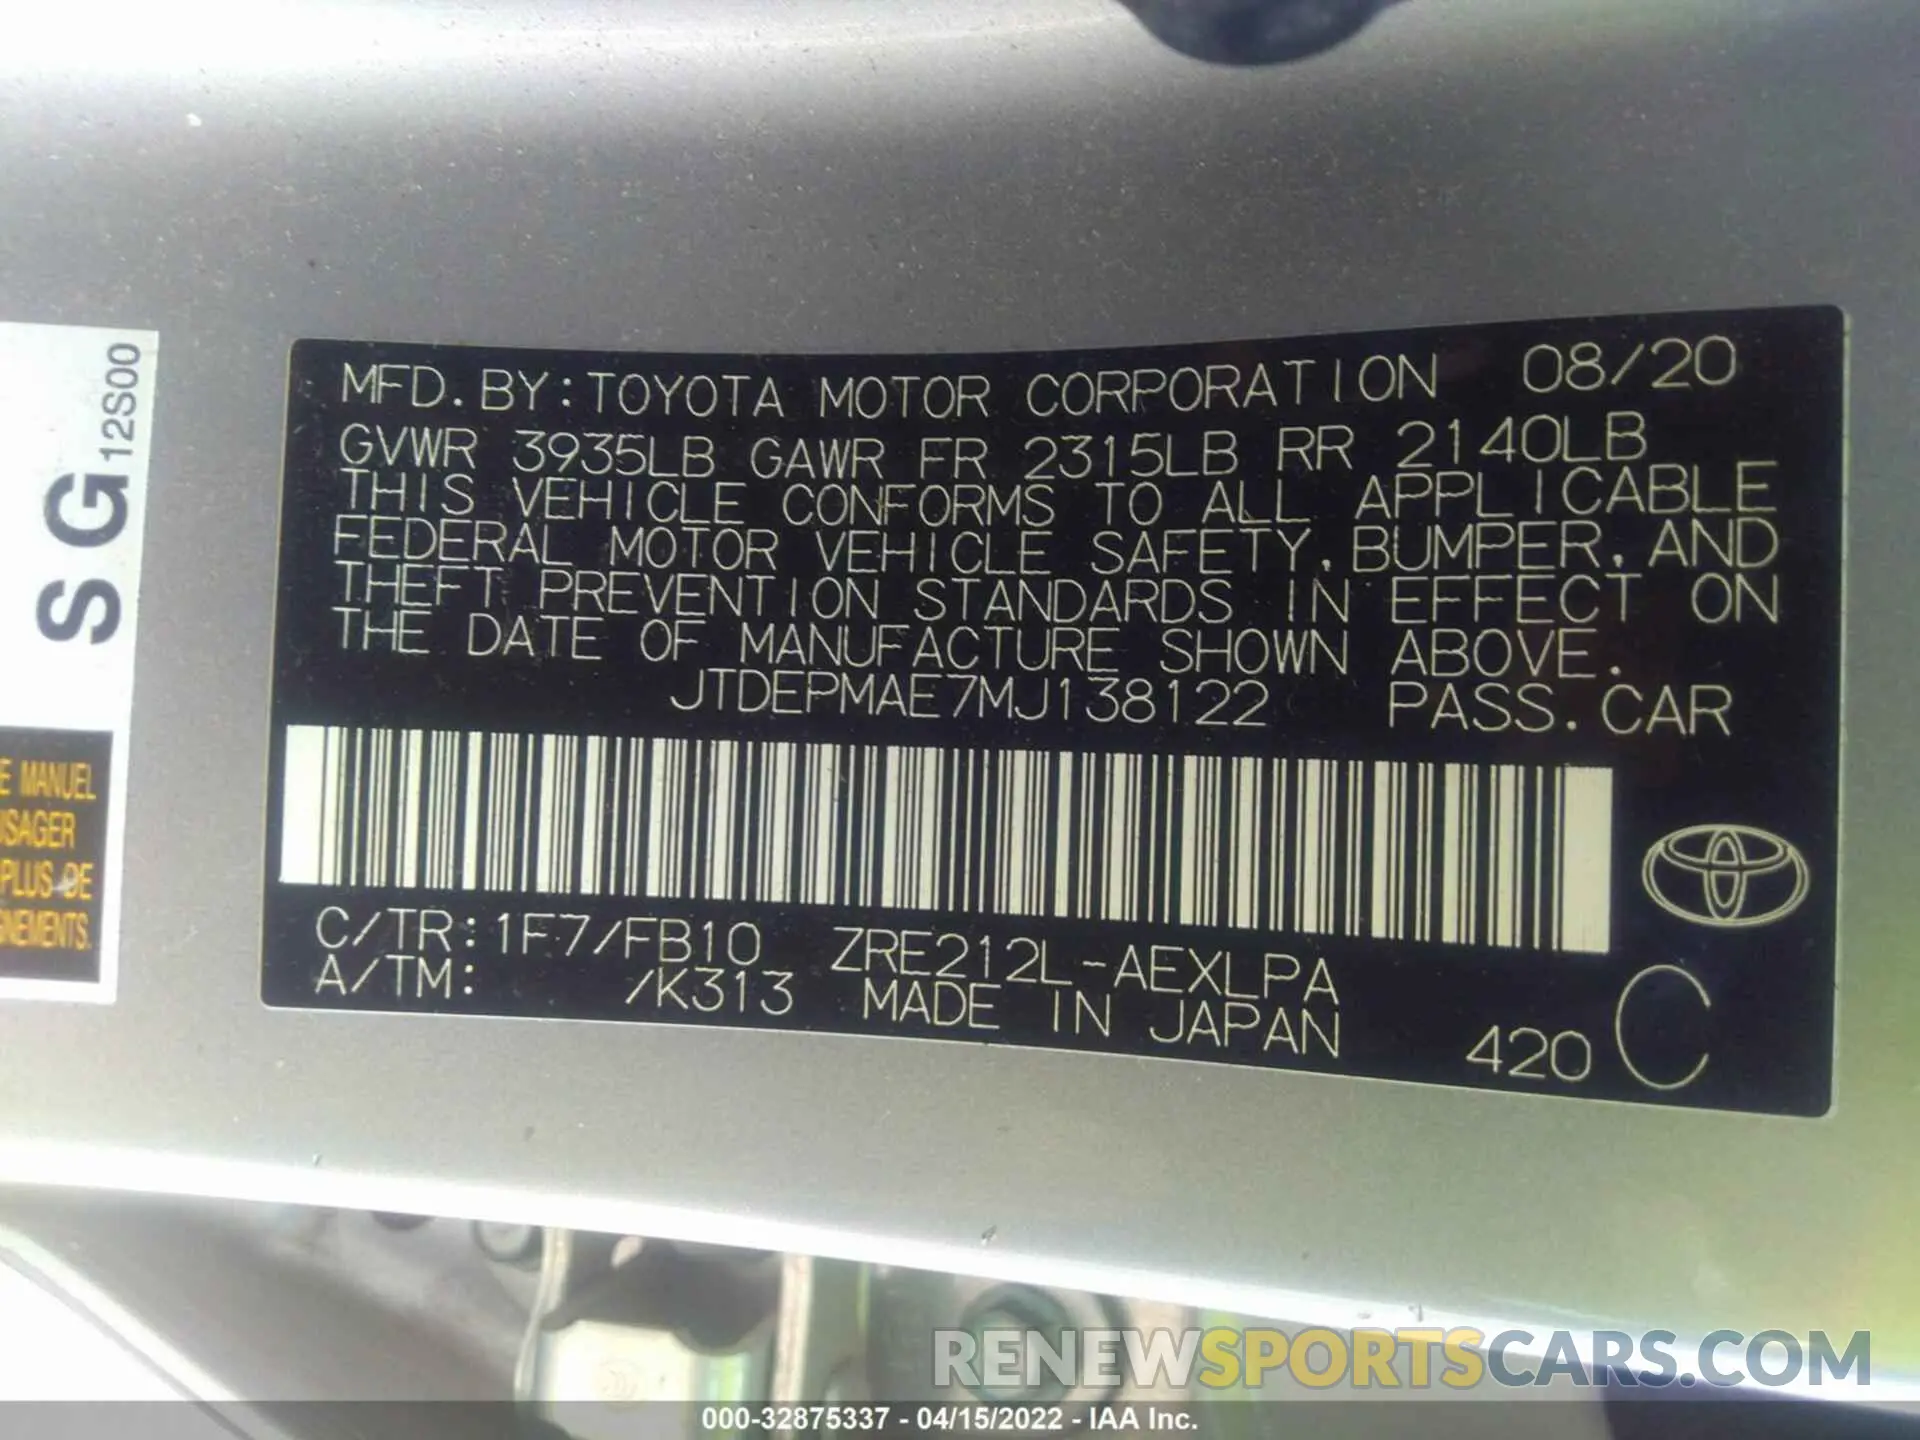 MFD. BY: TOYOTA MOTOR CORPORATION 08/20
GVWR 3935LB GAWR FR 2315LB RR 2140LB
THIS VEHICLE CONFORMS TO ALL APPLICABLE
FEDERAL MOTOR VEHICLE SAFETY, BUMPER, AND
THEFT PREVENTION STANDARDS IN EFFECT ON
THE DATE OF MANUFACTURE SHOWN ABOVE.
JTDEPMAE7MJ138122 PASS. CAR
C/TR: 1F7/FB10 ZRE212L-AEXLPA
A/TM: /K313 MADE IN JAPAN
420 C
SG 12S00
E MANUEL
USAGER
PLUS DE
GNEMENTS.
RENEWSPORTSCARS.COM
000-32875337 - 04/15/2022 - IAA Inc.